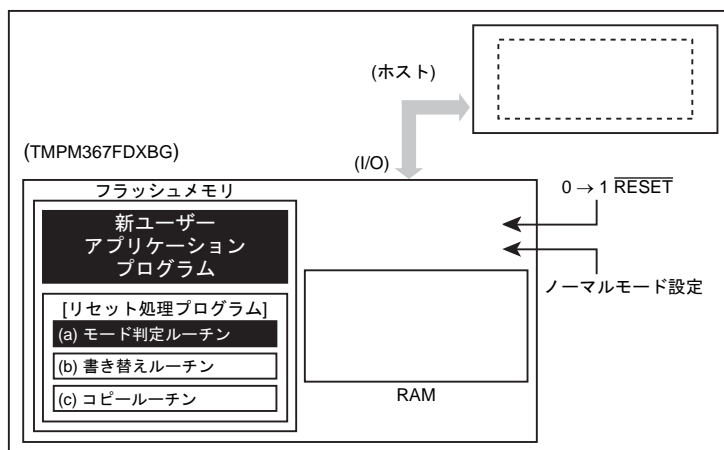 (ホスト)
(TMPM367FDXBG)
(I/O)
フラッシュメモリ
0 → 1 RESET
新ユーザー
アプリケーション
プログラム
ノーマルモード設定
[リセット処理プログラム]
(a) モード判定ルーチン
(b) 書き替えルーチン
(c) コピールーチン
RAM